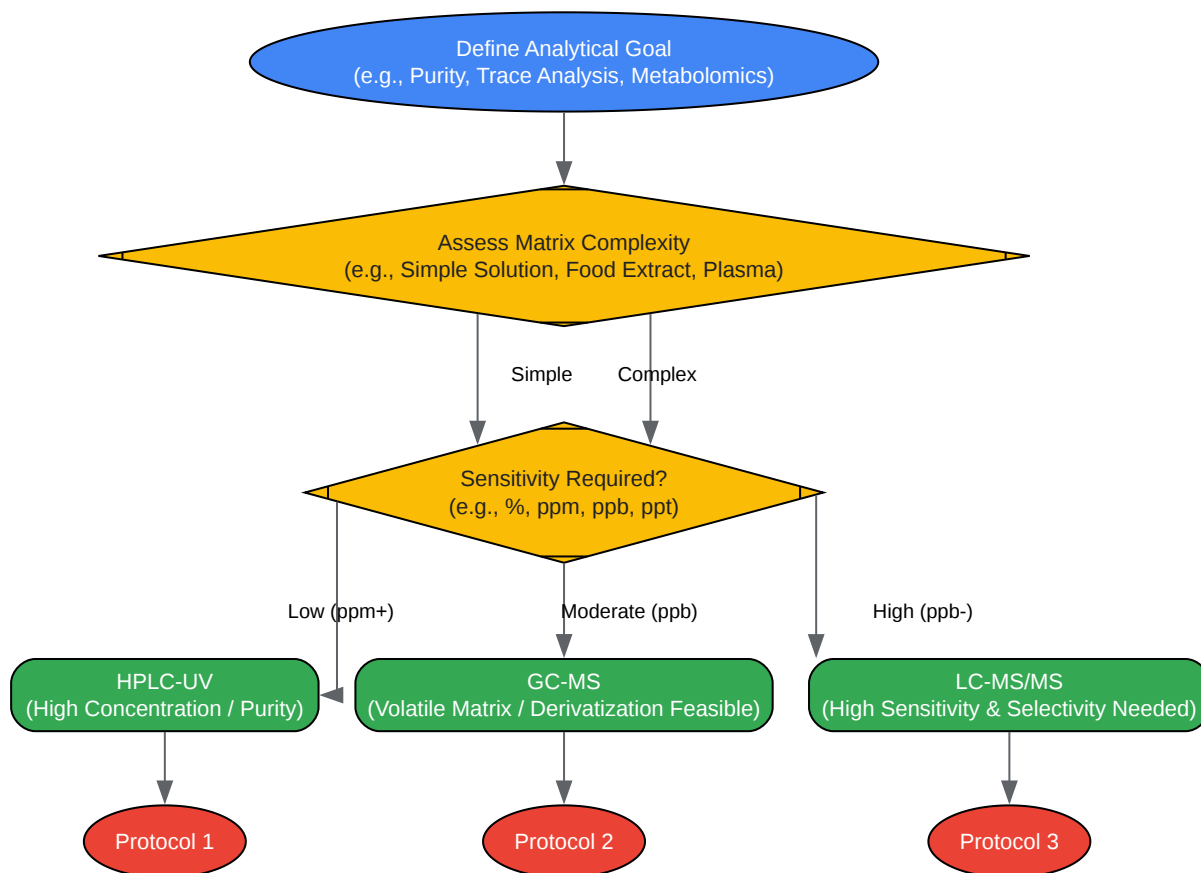 Define Analytical Goal
(e.g., Purity, Trace Analysis, Metabolomics)
Assess Matrix Complexity
(e.g., Simple Solution, Food Extract, Plasma)
Simple
Complex
Sensitivity Required?
(e.g., %, ppm, ppb, ppt)
Low (ppm+)
Moderate (ppb)
High (ppb-)
HPLC-UV
(High Concentration / Purity)
GC-MS
(Volatile Matrix / Derivatization Feasible)
LC-MS/MS
(High Sensitivity & Selectivity Needed)
Protocol 1
Protocol 2
Protocol 3